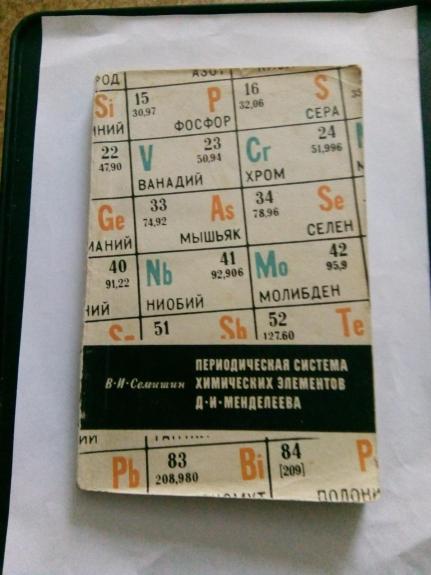 РОД АЗОТ
Si 15 P 16 S
30,97 32,06
НИЙ ФОСФОР СЕРА
22 V 23 Cr 24
47,90 50,94 51,996
ВАНАДИЙ ХРОМ
Ge 33 As 34 Se
74,92 78,96
МАНИЙ МЫШЬЯК СЕЛЕН
40 Nb 41 Mo 42
91,22 92,906 95,9
НИЙ НИОБИЙ МОЛИБДЕН
51 Sb 52 Te
127,60
В·И·Семишин
ПЕРИОДИЧЕСКАЯ СИСТЕМА
ХИМИЧЕСКИХ ЭЛЕМЕНТОВ
Д·И·МЕНДЕЛЕЕВА
Pb 83 Bi 84 P
208,980 [209]
ПОЛОНИ